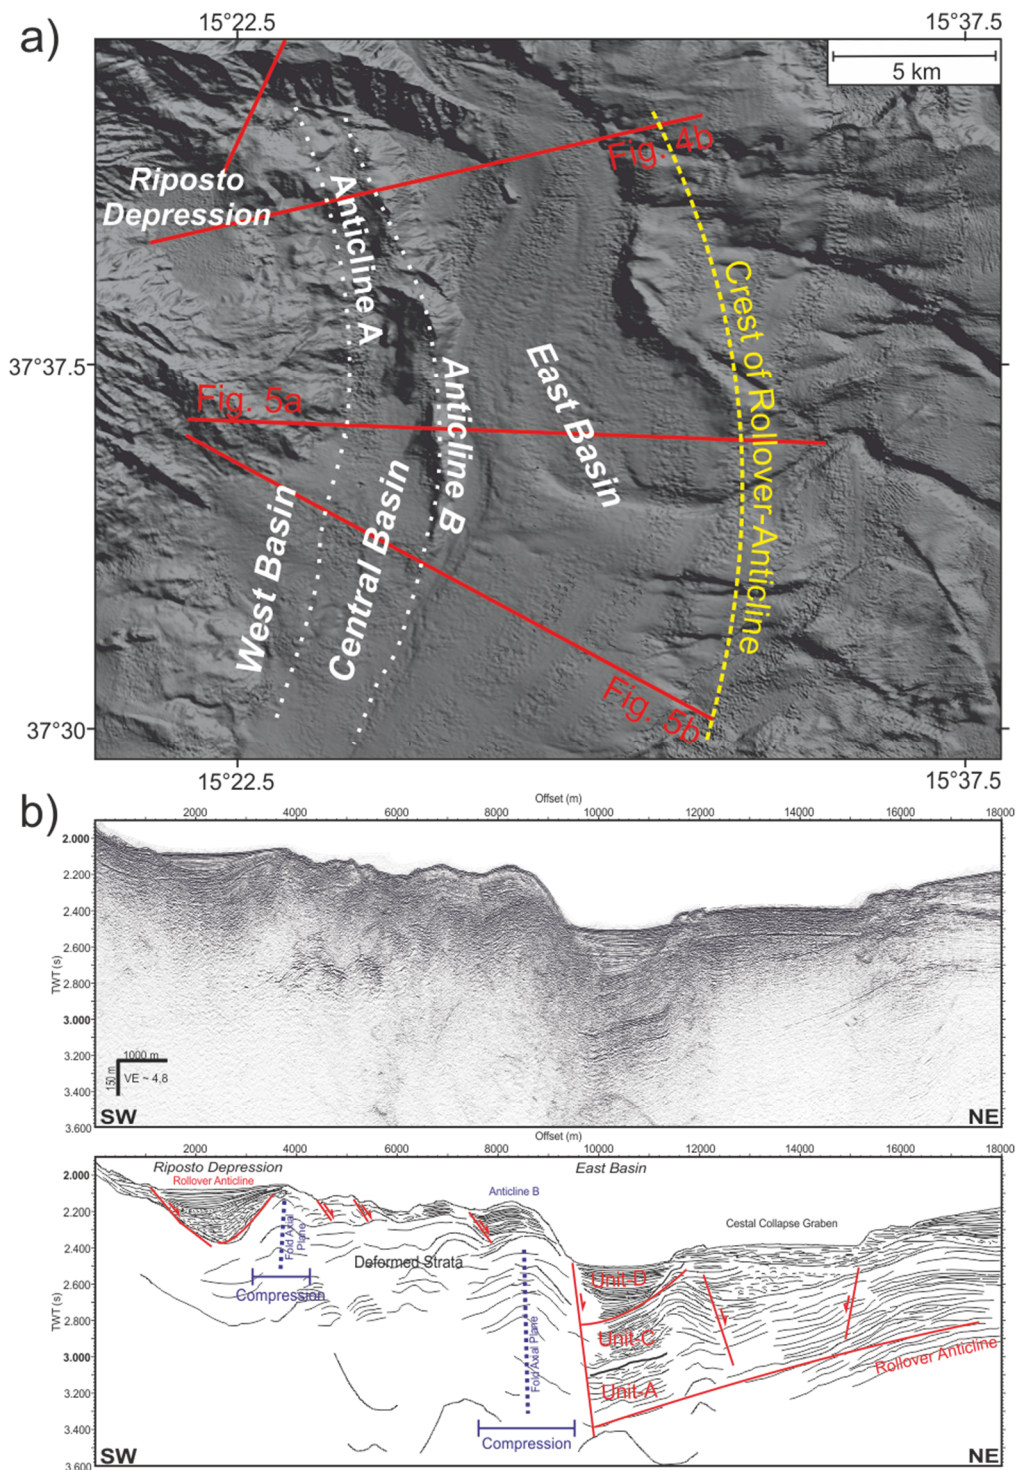 a)
15°22.5
15°37.5
5 km
Fig. 4b
Riposto
Depression
Anticline A
Crest of Rollover-Anticline
37°37.5
East Basin
Anticline B
Fig. 5a
Central Basin
West Basin
Fig. 5b
37°30
15°22.5
15°37.5
b)
Offset (m)
2000 4000 6000 8000 10000 12000 14000 16000 18000
2.000
2.200
2.400
2.600
TWT (s)
2.800
3.000
3.200
3.400
3.600
1000 m
150 m
VE ~ 4,8
SW
NE
Offset (m)
2000 4000 6000 8000 10000 12000 14000 16000 18000
Riposto Depression
East Basin
Rollover Anticline
Anticline B
Cestal Collapse Graben
2.000
2.200
2.400
2.600
TWT (s)
2.800
3.000
3.200
3.400
3.600
Fold Axial
Plane
Deformed Strata
Compression
Unit-D
Unit-C
Unit-A
Fold Axial Plane
Rollover Anticline
Compression
SW
NE